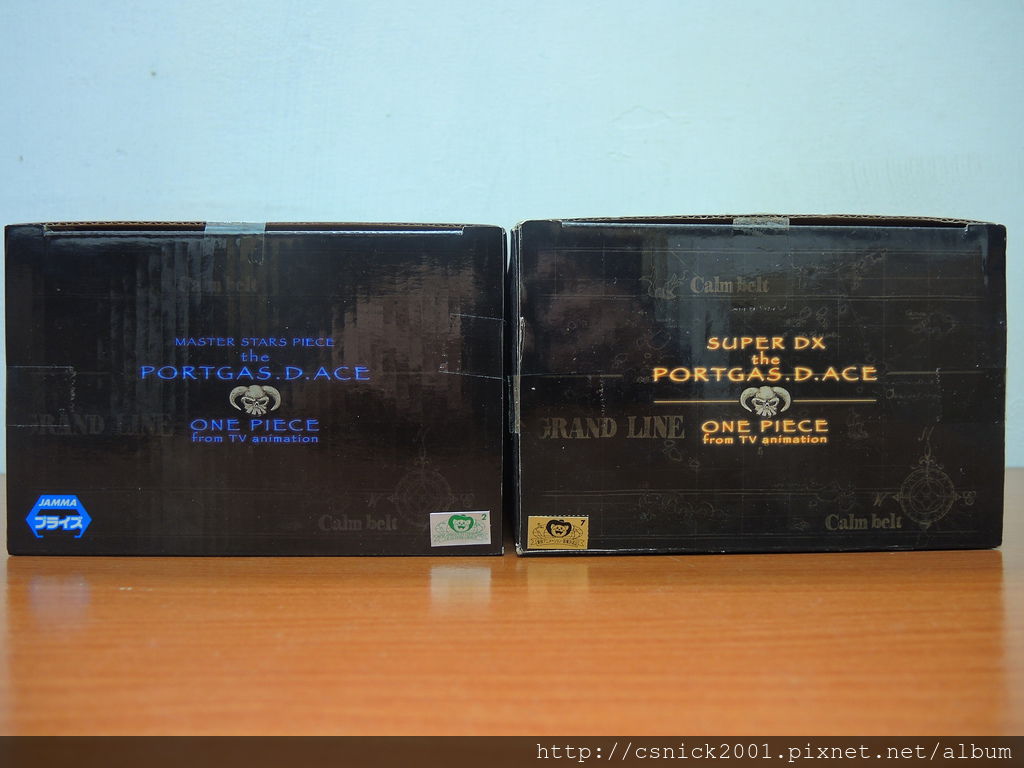 Calm belt
MASTER STARS PIECE
the
PORTGAS.D.ACE
GRAND LINE
ONE PIECE
from TV animation
Calm belt
JAMMA
プライズ
2
Calm belt
SUPER DX
the
PORTGAS.D.ACE
GRAND LINE
ONE PIECE
from TV animation
Calm belt
7
http://csnick2001.pixnet.net/album